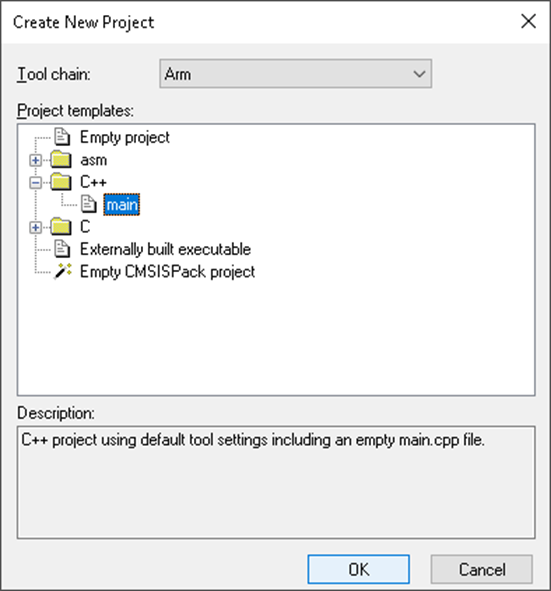 Create New Project
Tool chain: Arm
Project templates:
Empty project
asm
C++
main
C
Externally built executable
Empty CMSISPack project
Description:
C++ project using default tool settings including an empty main.cpp file.
OK Cancel